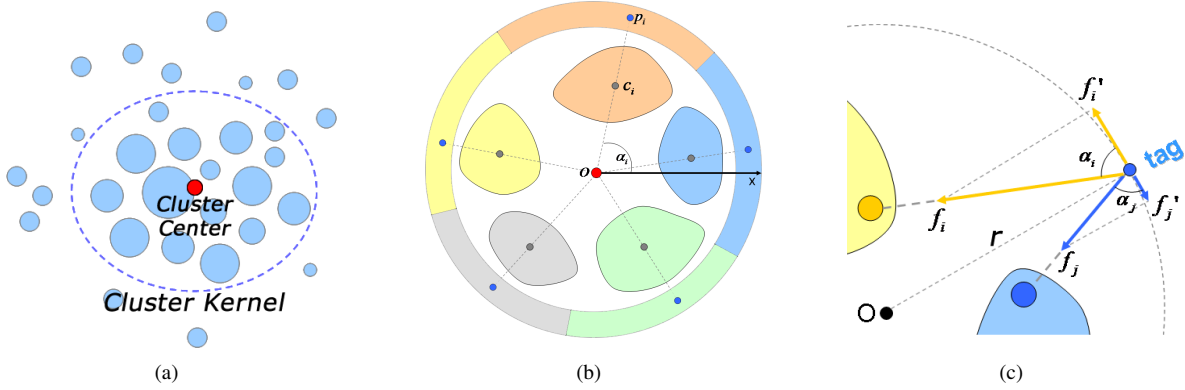 Cluster
Center
Cluster Kernel
(a)
p_i
c_i
α_i
O
x
(b)
f_i'
α_i
tag
α_j
f_j'
f_i
r
f_j
O
(c)